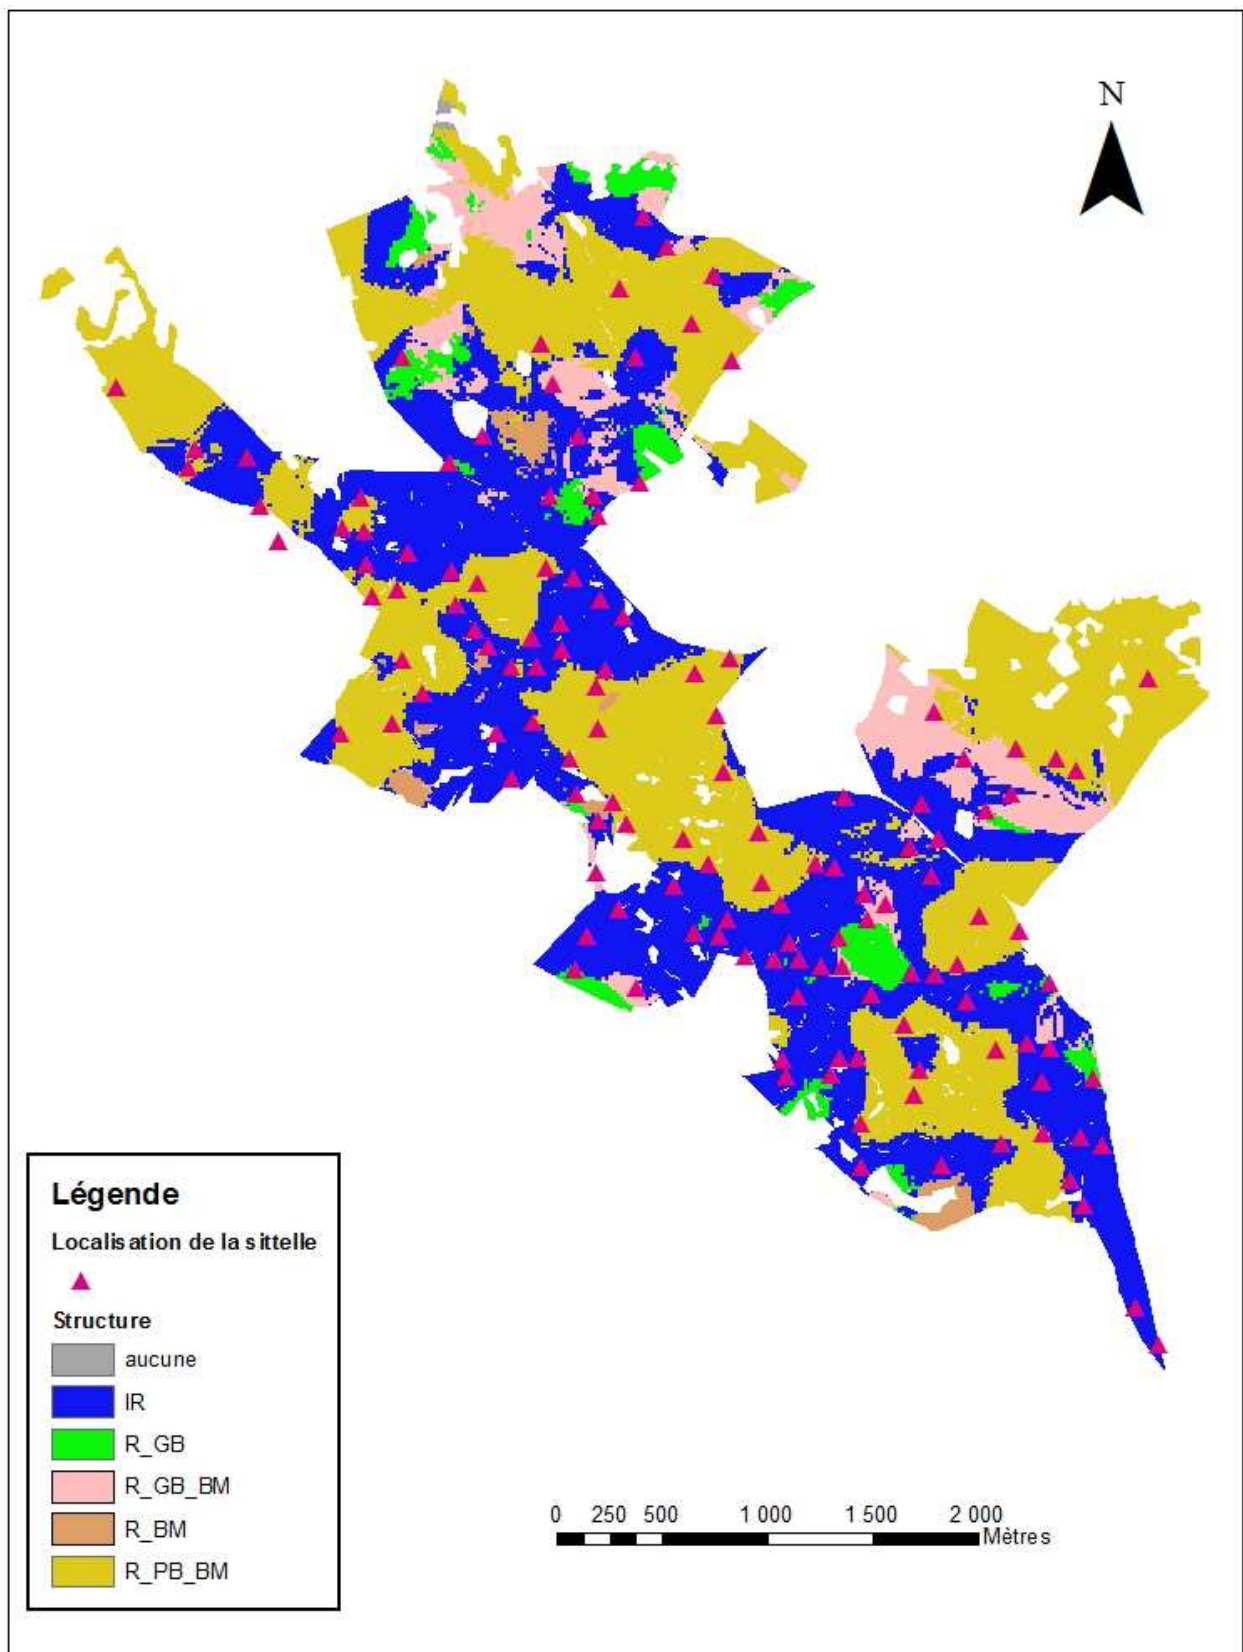 N
Légende
Localisation de la sittelle
Structure
aucune
IR
R_GB
R_GB_BM
R_BM
R_PB_BM
0 250 500 1 000 1 500 2 000
Mètres